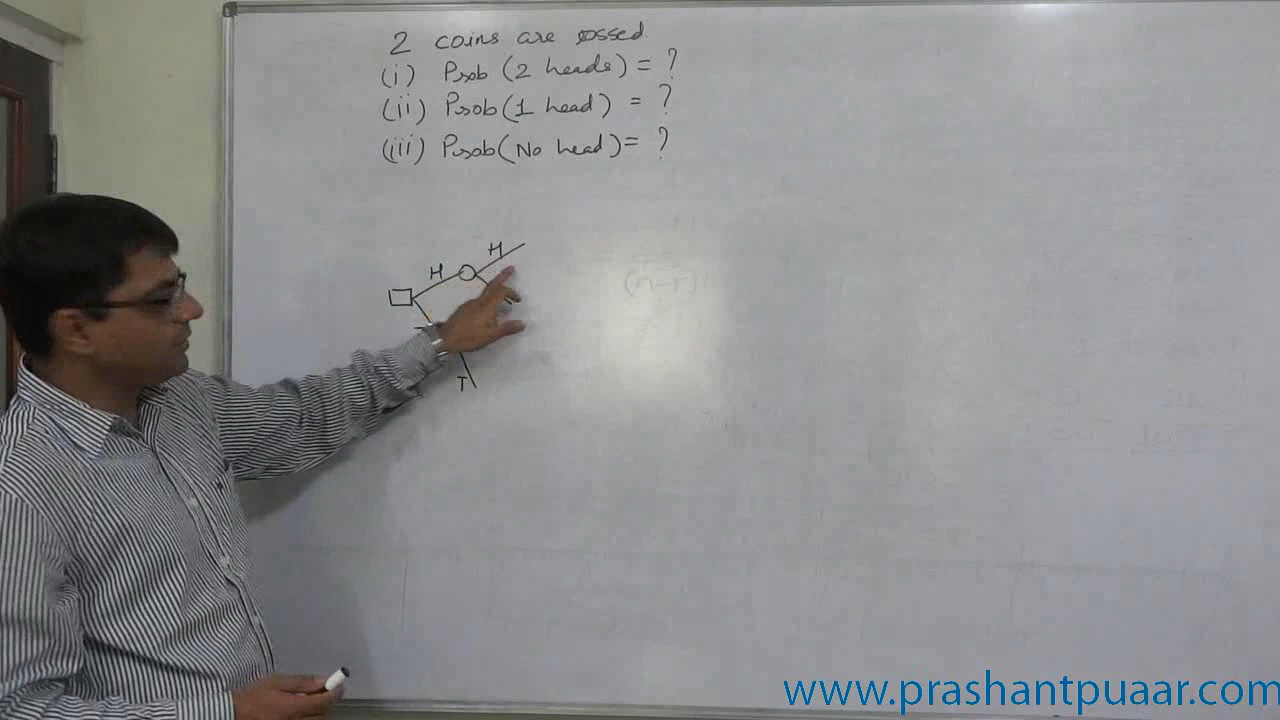 2 coins are tossed.
(i) Prob (2 heads) = ?
(ii) Prob (1 head) = ?
(iii) Prob (No head) = ?
H
H
T
(n-r)
www.prashantpuaar.com